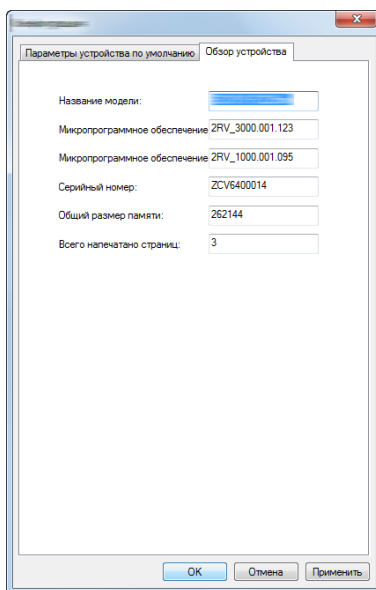 Параметры устройства по умолчанию Обзор устройства
Название модели:
Микропрограммное обеспечение 2RV_3000.001.123
Микропрограммное обеспечение 2RV_1000.001.095
Серийный номер: ZCV6400014
Общий размер памяти: 262144
Всего напечатано страниц: 3
OK Отмена Применить